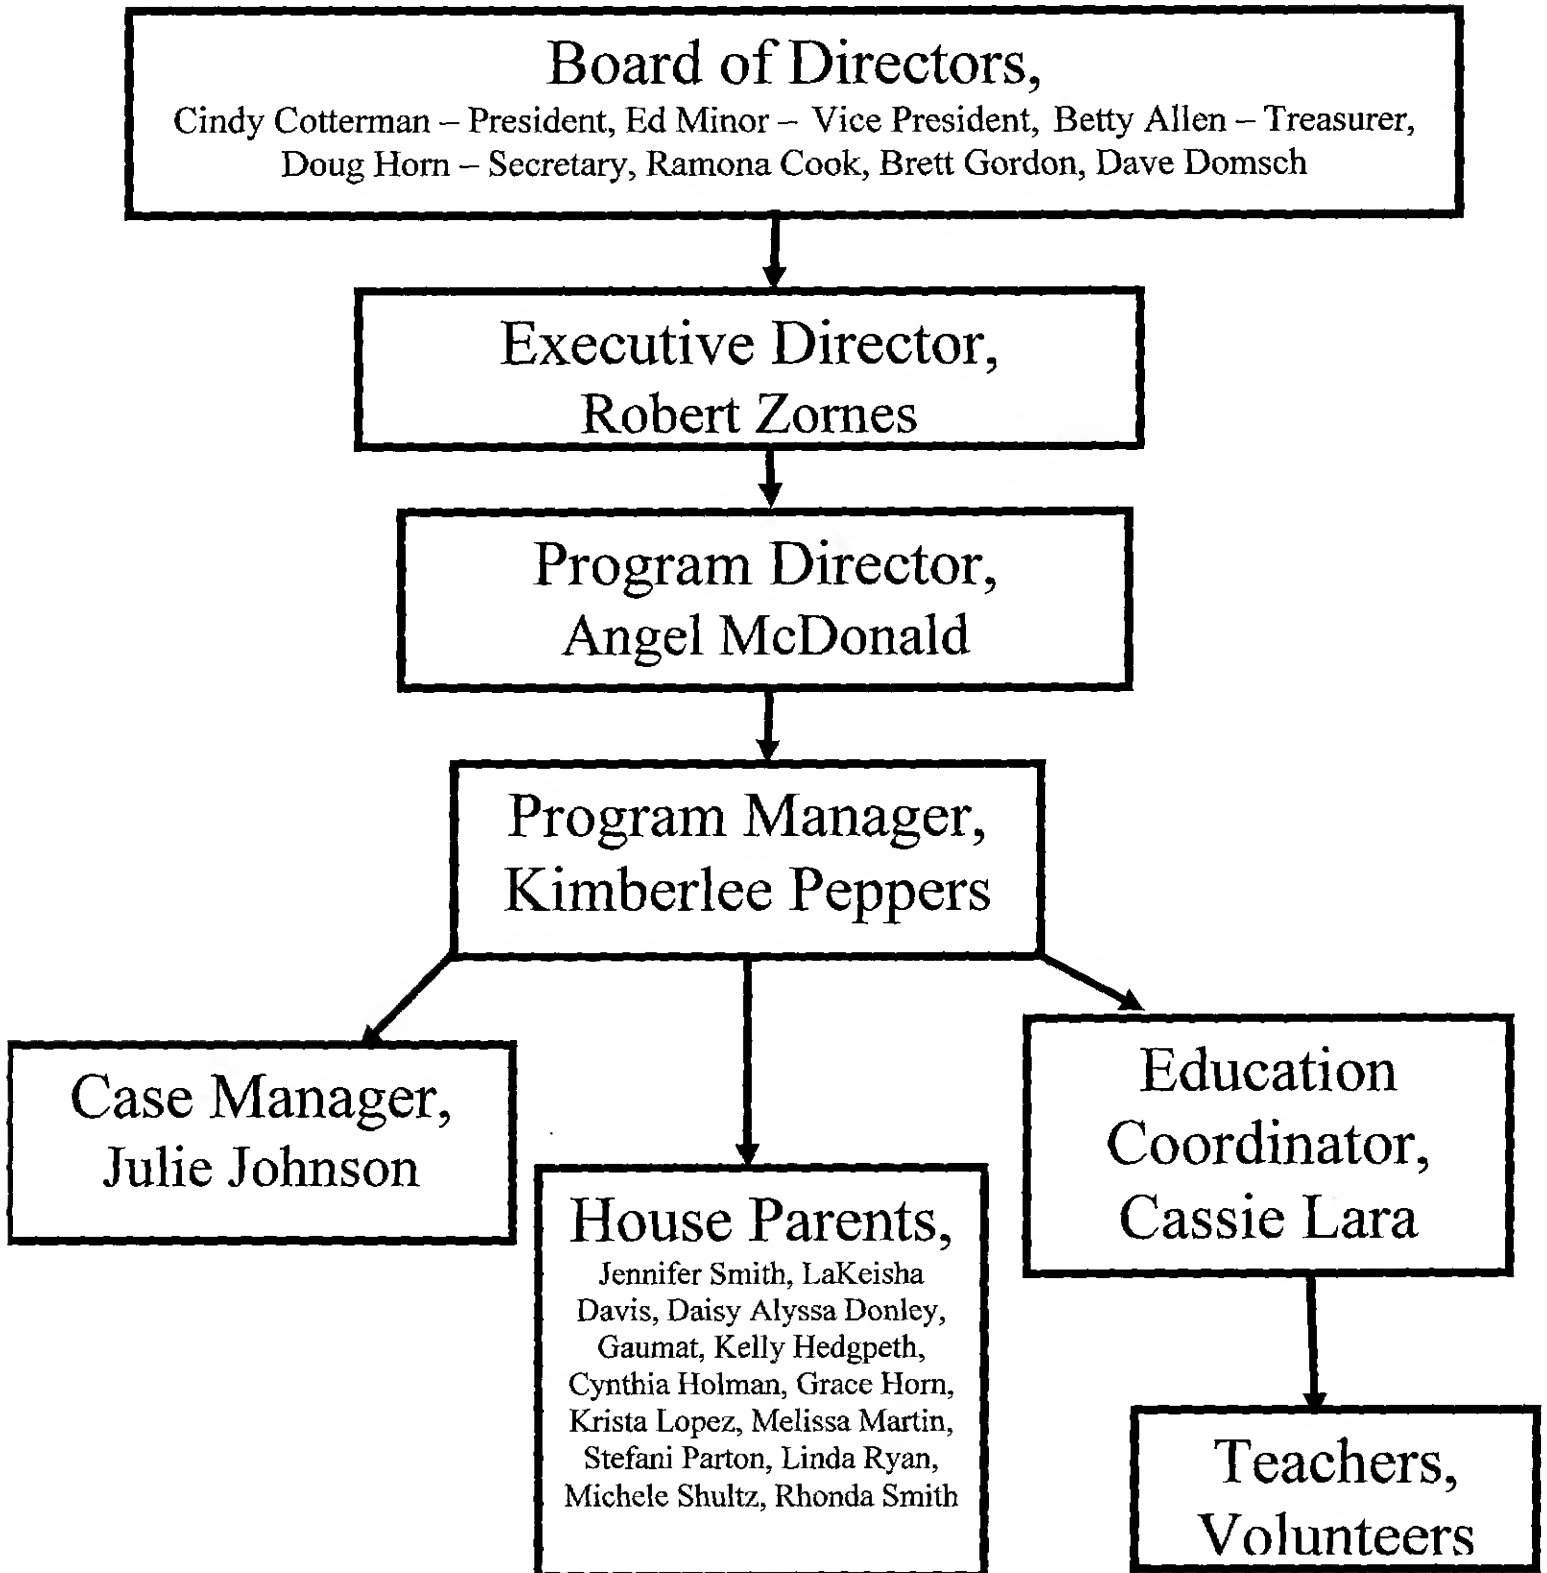 Board of Directors,
Cindy Cotterman – President, Ed Minor – Vice President, Betty Allen – Treasurer,
Doug Horn – Secretary, Ramona Cook, Brett Gordon, Dave Domsch
Executive Director,
Robert Zornes
Program Director,
Angel McDonald
Program Manager,
Kimberlee Peppers
Case Manager,
Julie Johnson
House Parents,
Jennifer Smith, LaKeisha
Davis, Daisy Alyssa Donley,
Gaumat, Kelly Hedgpeth,
Cynthia Holman, Grace Horn,
Krista Lopez, Melissa Martin,
Stefani Parton, Linda Ryan,
Michele Shultz, Rhonda Smith
Education
Coordinator,
Cassie Lara
Teachers,
Volunteers